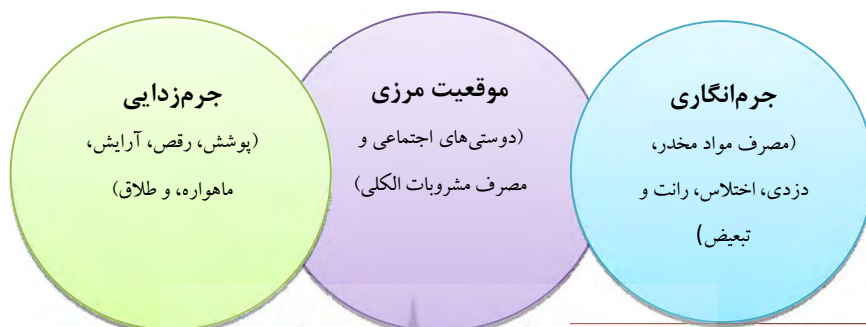 جرم‌انگاری
(مصرف مواد مخدر،
دزدی، اختلاس، رانت و
تبعیض)
موقعیت مرزی
(دوستی‌های اجتماعی و
مصرف مشروبات الکلی)
جرم‌زدایی
(پوشش، رقص، آرایش،
ماهواره، و طلاق)